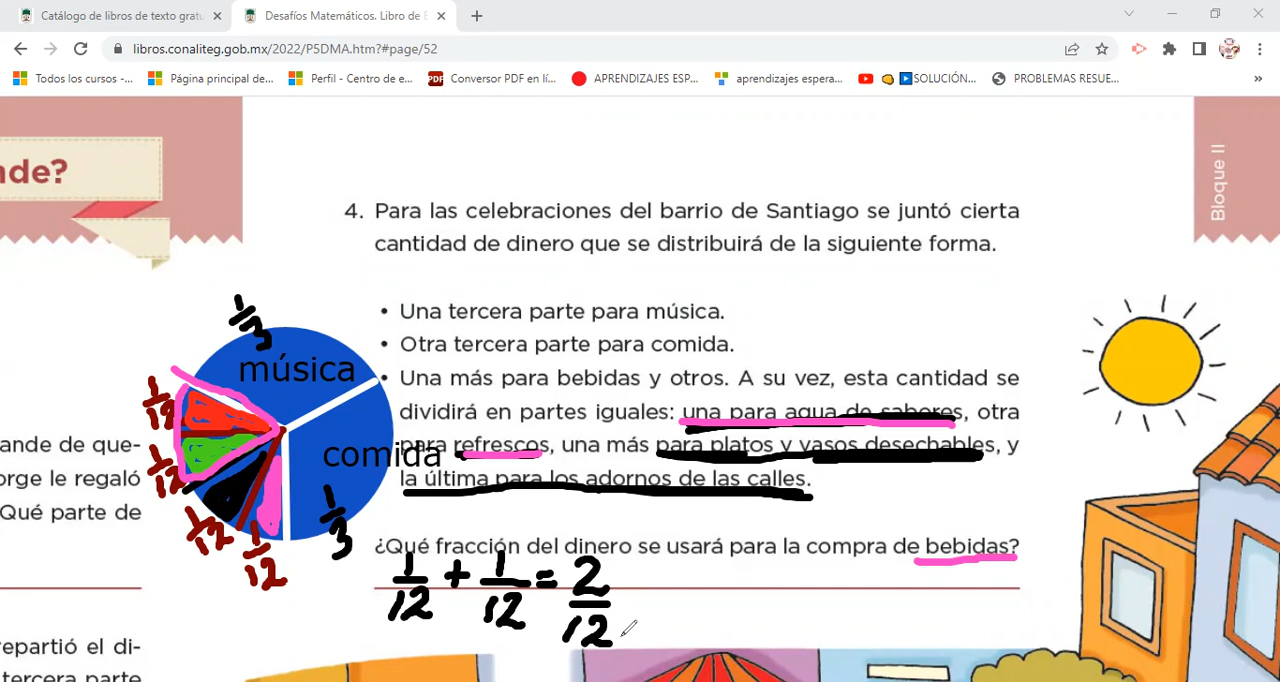 Catálogo de libros de texto gratu
Desafíos Matemáticos. Libro de E
libros.conaliteg.gob.mx/2022/P5DMA.htm?#page/52
Todos los cursos -...
Página principal de...
Perfil - Centro de e...
PDF
Conversor PDF en lí...
APRENDIZAJES ESP...
aprendizajes espera...
SOLUCIÓN...
PROBLEMAS RESUE...
»
nde?
Bloque II
4. Para las celebraciones del barrio de Santiago se juntó cierta
cantidad de dinero que se distribuirá de la siguiente forma.
• Una tercera parte para música.
• Otra tercera parte para comida.
• Una más para bebidas y otros. A su vez, esta cantidad se
dividirá en partes iguales: una para agua de sabores, otra
para refrescos, una más para platos y vasos desechables, y
la última para los adornos de las calles.
¿Qué fracción del dinero se usará para la compra de bebidas?
1/3
música
comida
1/3
1/12
1/12
1/12
1/12
1/12 + 1/12 = 2/12
ande de que-
orge le regaló
Qué parte de
repartió el di-
tercera parte